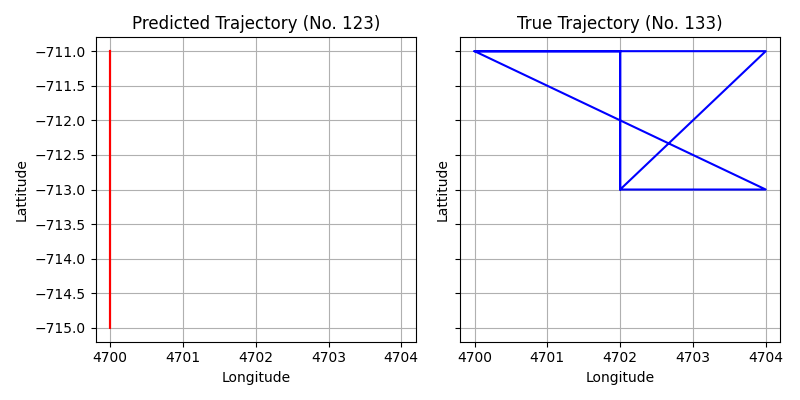 Predicted Trajectory (No. 123)
Lattitude
−711.0
−711.5
−712.0
−712.5
−713.0
−713.5
−714.0
−714.5
−715.0
4700 4701 4702 4703 4704
Longitude
True Trajectory (No. 133)
Lattitude
4700 4701 4702 4703 4704
Longitude